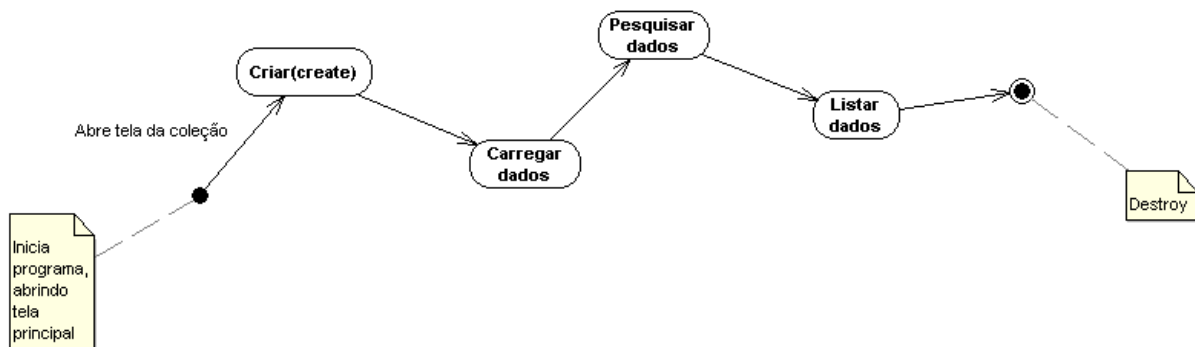 Pesquisar
dados
Criar(create)
Listar
dados
Abre tela da coleção
Carregar
dados
Destroy
Inicia
programa,
abrindo
tela
principal